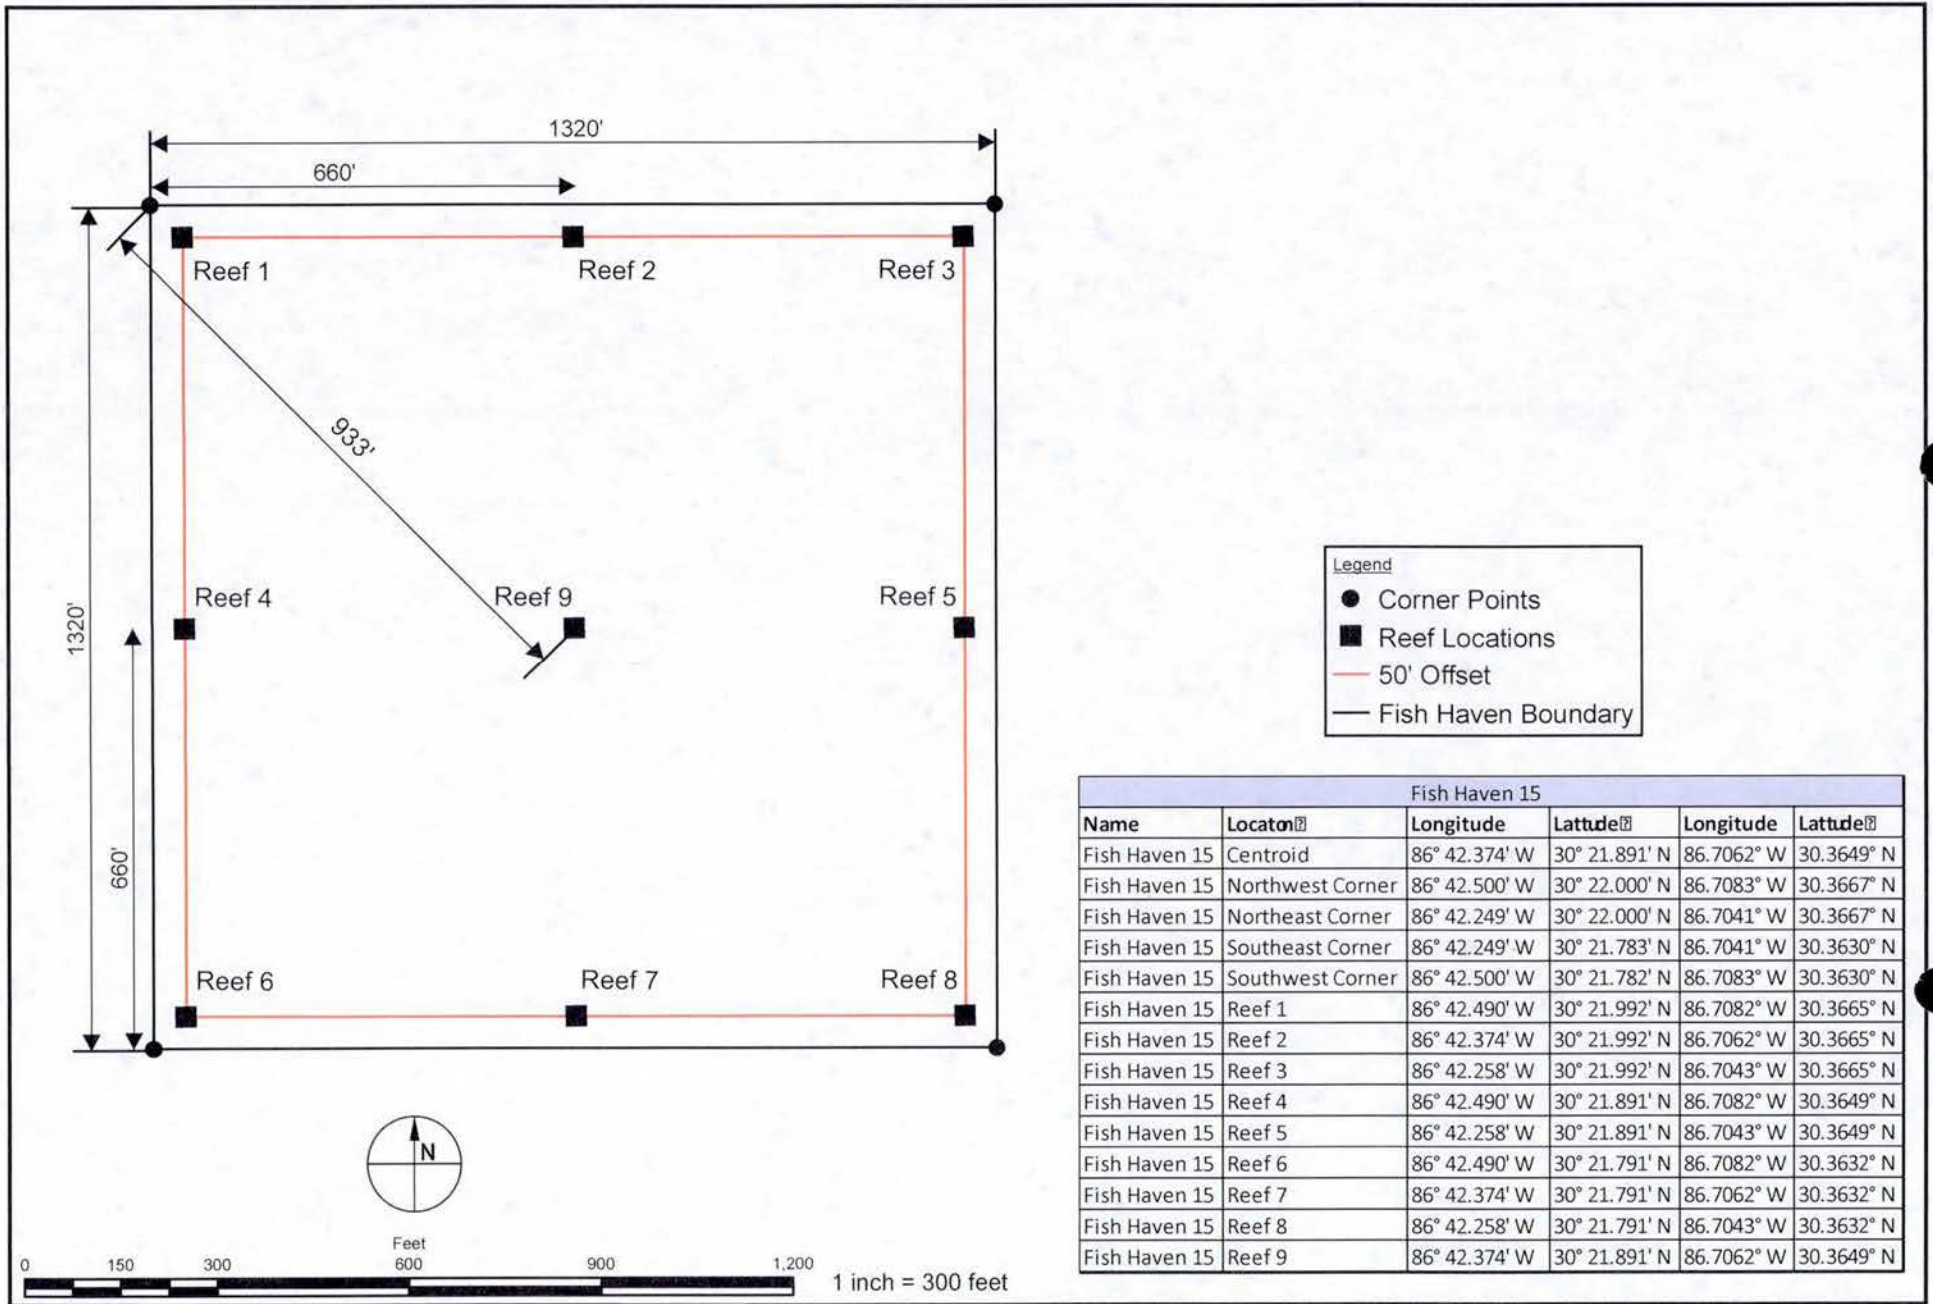 1320'
660'
Reef 1
Reef 2
Reef 3
933'
1320'
Reef 4
Reef 9
Reef 5
660'
Reef 6
Reef 7
Reef 8
N
Feet
0 150 300 600 900 1,200
1 inch = 300 feet
Legend
Corner Points
Reef Locations
50' Offset
Fish Haven Boundary
Fish Haven 15
Name Locaton Longitude Lattude Longitude Lattude
Fish Haven 15 Centroid 86° 42.374' W 30° 21.891' N 86.7062° W 30.3649° N
Fish Haven 15 Northwest Corner 86° 42.500' W 30° 22.000' N 86.7083° W 30.3667° N
Fish Haven 15 Northeast Corner 86° 42.249' W 30° 22.000' N 86.7041° W 30.3667° N
Fish Haven 15 Southeast Corner 86° 42.249' W 30° 21.783' N 86.7041° W 30.3630° N
Fish Haven 15 Southwest Corner 86° 42.500' W 30° 21.782' N 86.7083° W 30.3630° N
Fish Haven 15 Reef 1 86° 42.490' W 30° 21.992' N 86.7082° W 30.3665° N
Fish Haven 15 Reef 2 86° 42.374' W 30° 21.992' N 86.7062° W 30.3665° N
Fish Haven 15 Reef 3 86° 42.258' W 30° 21.992' N 86.7043° W 30.3665° N
Fish Haven 15 Reef 4 86° 42.490' W 30° 21.891' N 86.7082° W 30.3649° N
Fish Haven 15 Reef 5 86° 42.258' W 30° 21.891' N 86.7043° W 30.3649° N
Fish Haven 15 Reef 6 86° 42.490' W 30° 21.791' N 86.7082° W 30.3632° N
Fish Haven 15 Reef 7 86° 42.374' W 30° 21.791' N 86.7062° W 30.3632° N
Fish Haven 15 Reef 8 86° 42.258' W 30° 21.791' N 86.7043° W 30.3632° N
Fish Haven 15 Reef 9 86° 42.374' W 30° 21.891' N 86.7062° W 30.3649° N